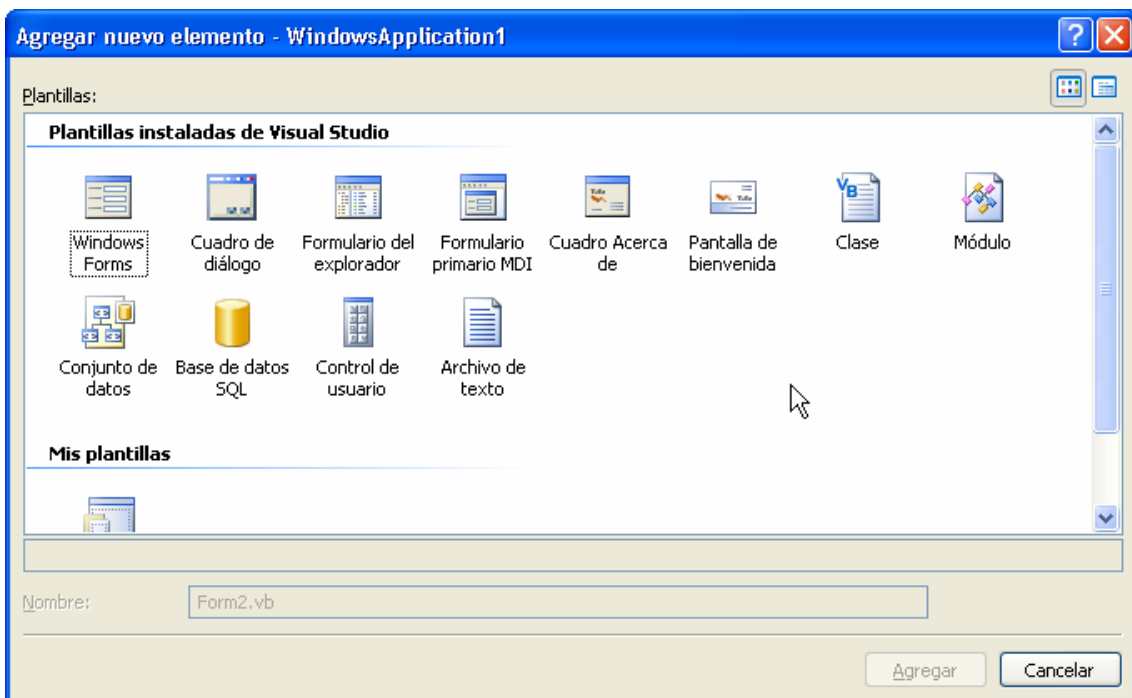 Agregar nuevo elemento - WindowsApplication1
Plantillas:
Plantillas instaladas de Visual Studio
Windows Forms
Cuadro de diálogo
Formulario del explorador
Formulario primario MDI
Cuadro Acerca de
Pantalla de bienvenida
Clase
Módulo
Conjunto de datos
Base de datos SQL
Control de usuario
Archivo de texto
Mis plantillas
Nombre:
Form2.vb
Agregar
Cancelar